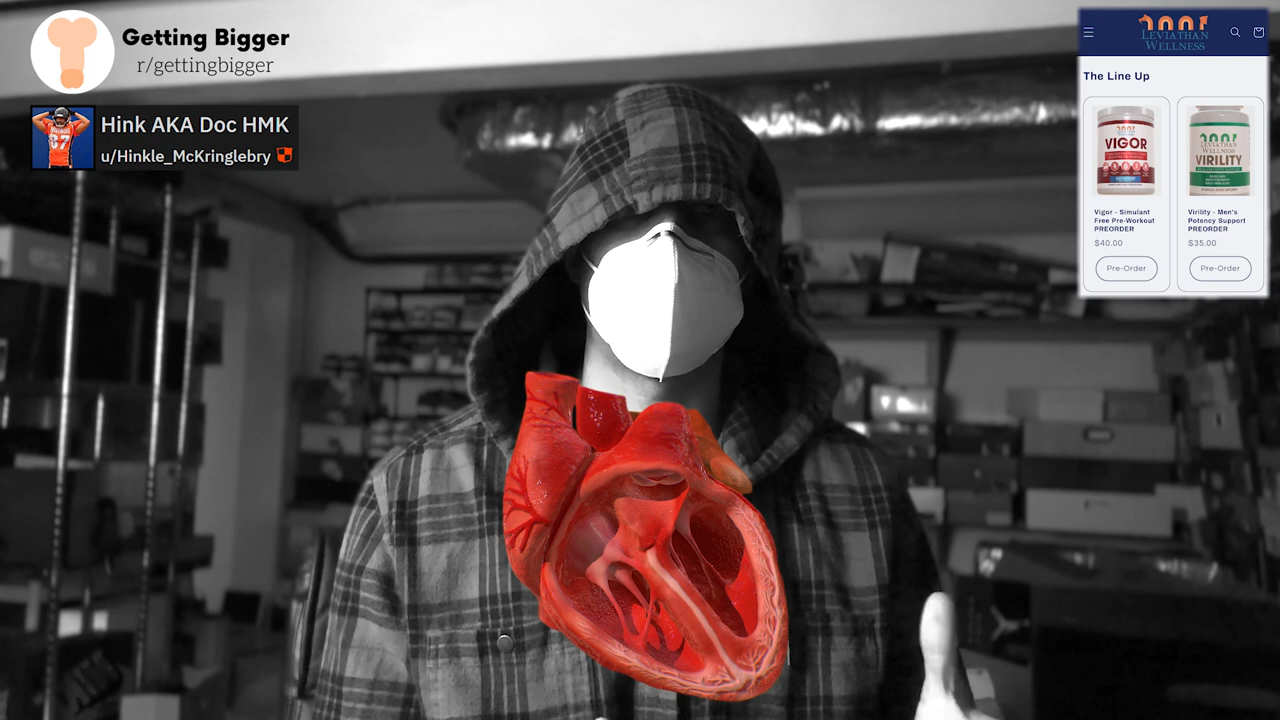 Getting Bigger
r/gettingbigger
Hink AKA Doc HMK
u/Hinkle_McKringlebry
LEVIATHAN
WELLNESS
The Line Up
VIGOR
Vigor - Simulant
Free Pre-Workout
PREORDER
$40.00
Pre-Order
LEVIATHAN
WELLNESS
VIRILITY
Virility - Men's
Potency Support
PREORDER
$35.00
Pre-Order